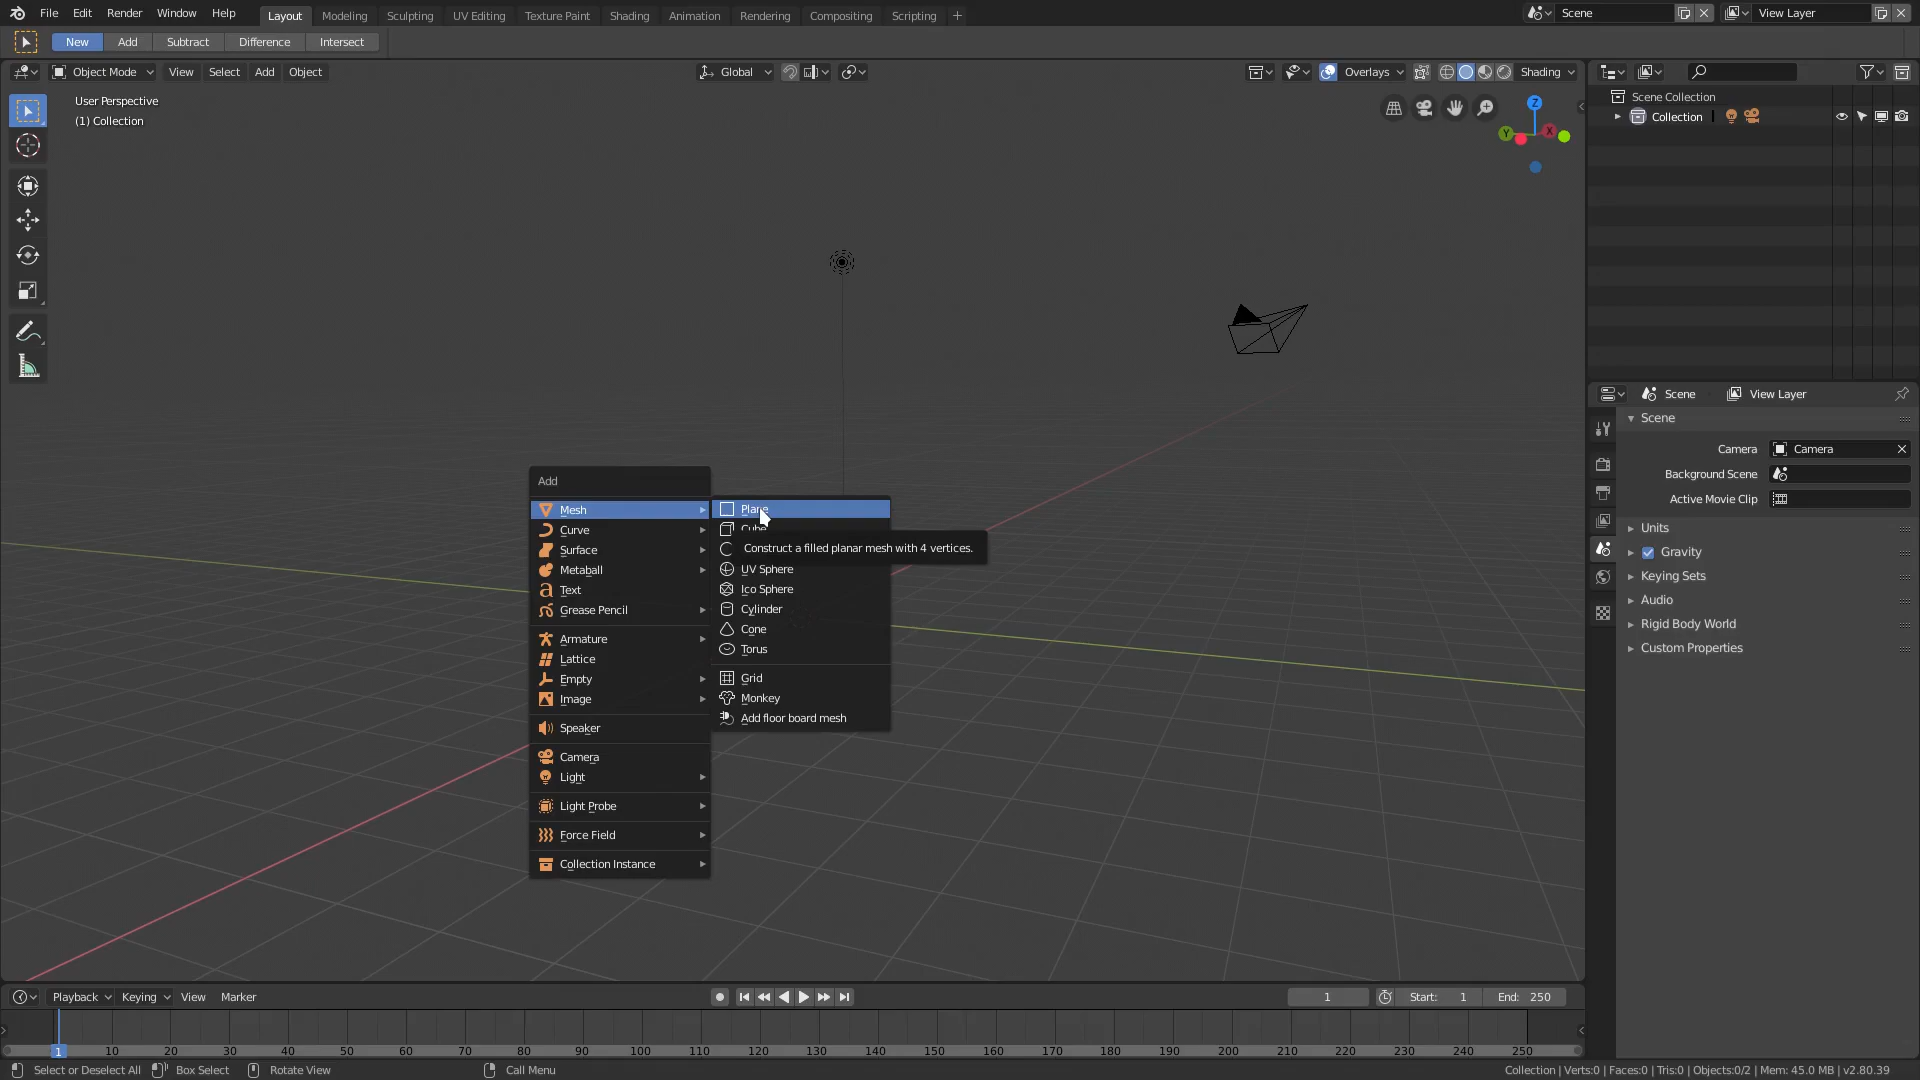 File Edit Render Window Help Layout Modeling Sculpting UV Editing Texture Paint Shading Animation Rendering Compositing Scripting + Scene View Layer
New Add Subtract Difference Intersect
Object Mode View Select Add Object Global Overlays Shading
User Perspective
(1) Collection
Z
Y X
Scene Collection
Collection
Scene View Layer
Scene
Camera Camera
Background Scene
Active Movie Clip
Units
Gravity
Keying Sets
Audio
Rigid Body World
Custom Properties
Add
Mesh
Curve
Surface
Metaball
Text
Grease Pencil
Armature
Lattice
Empty
Image
Speaker
Camera
Light
Light Probe
Force Field
Collection Instance
Plane
Cube
Construct a filled planar mesh with 4 vertices.
UV Sphere
Ico Sphere
Cylinder
Cone
Torus
Grid
Monkey
Add floor board mesh
Playback Keying View Marker 1 Start: 1 End: 250
1 10 20 30 40 50 60 70 80 90 100 110 120 130 140 150 160 170 180 190 200 210 220 230 240 250
Select or Deselect All Box Select Rotate View Call Menu Collection | Verts:0 | Faces:0 | Tris:0 | Objects:0/2 | Mem: 45.0 MB | v2.80.39